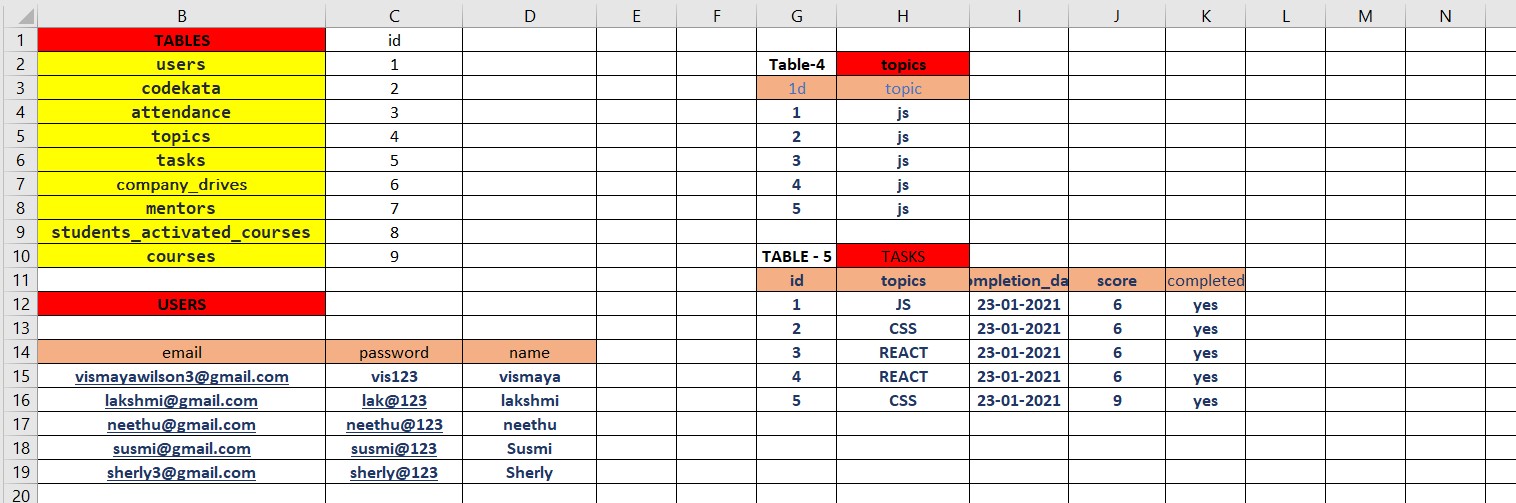 B C D E F G H I J K L M N
1 TABLES id
2 users 1 Table-4 topics
3 codekata 2 1d topic
4 attendance 3 1 js
5 topics 4 2 js
6 tasks 5 3 js
7 company_drives 6 4 js
8 mentors 7 5 js
9 students_activated_courses 8
10 courses 9 TABLE - 5 TASKS
11 id topics ompletion_da score completed
12 USERS 1 JS 23-01-2021 6 yes
13 2 CSS 23-01-2021 6 yes
14 email password name 3 REACT 23-01-2021 6 yes
15 vismayawilson3@gmail.com vis123 vismaya 4 REACT 23-01-2021 6 yes
16 lakshmi@gmail.com lak@123 lakshmi 5 CSS 23-01-2021 9 yes
17 neethu@gmail.com neethu@123 neethu
18 susmi@gmail.com susmi@123 Susmi
19 sherly3@gmail.com sherly@123 Sherly
20